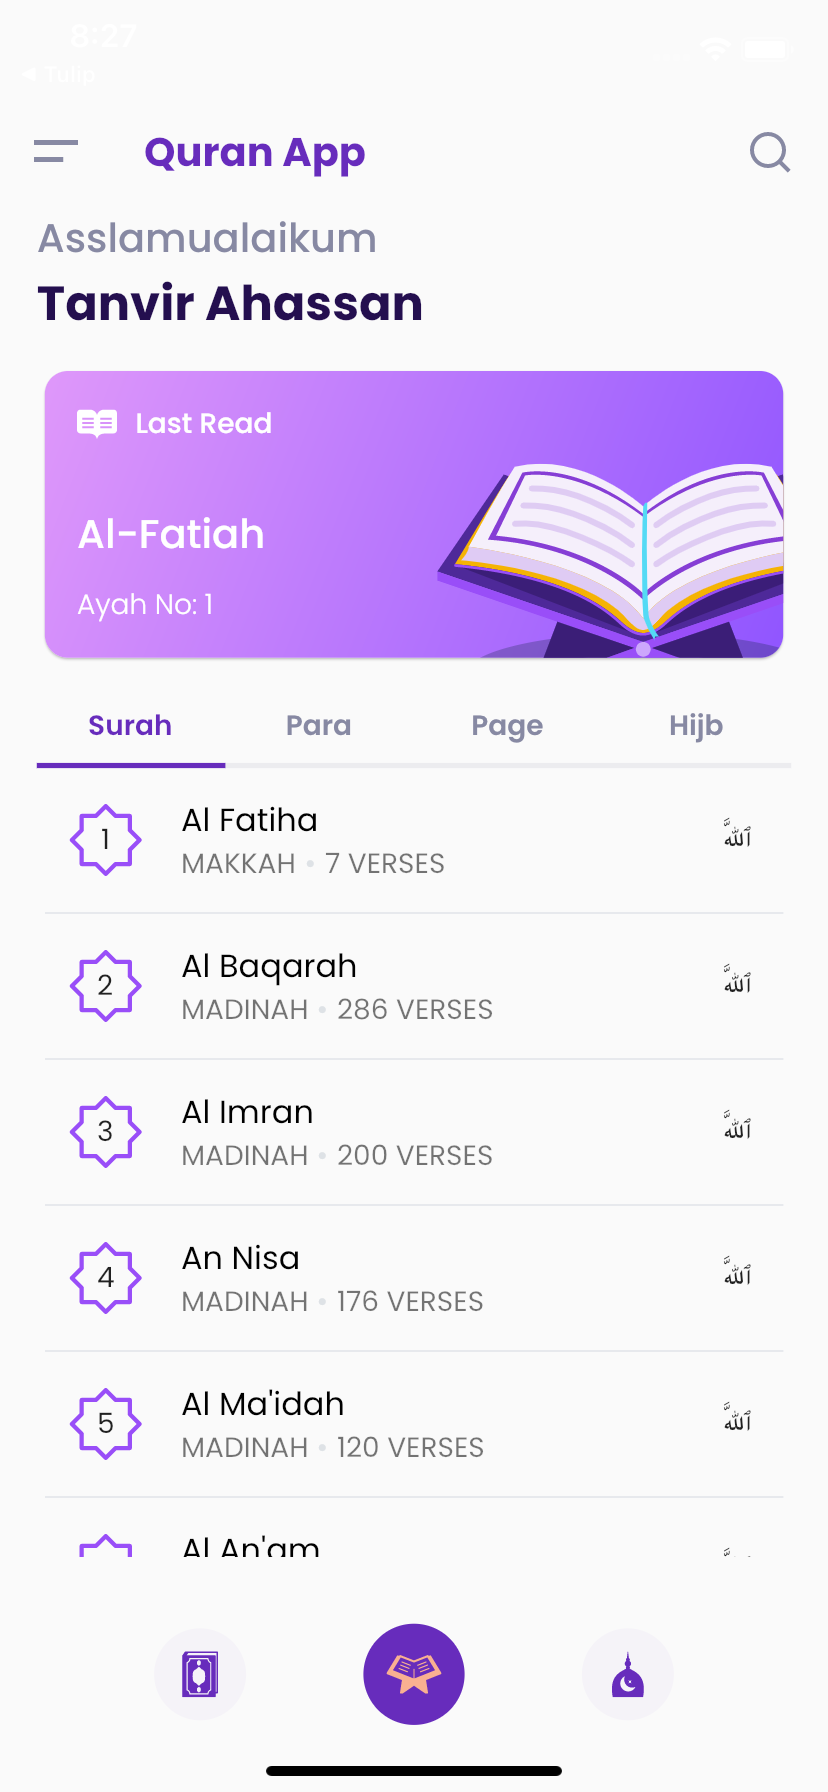 8:27
◀ Tulip
Quran App
Asslamualaikum
Tanvir Ahassan
Last Read
Al-Fatiah
Ayah No: 1
Surah Para Page Hijb
1 Al Fatiha ٱللَّه
MAKKAH • 7 VERSES
2 Al Baqarah ٱللَّه
MADINAH • 286 VERSES
3 Al Imran ٱللَّه
MADINAH • 200 VERSES
4 An Nisa ٱللَّه
MADINAH • 176 VERSES
5 Al Ma'idah ٱللَّه
MADINAH • 120 VERSES
Al An'am